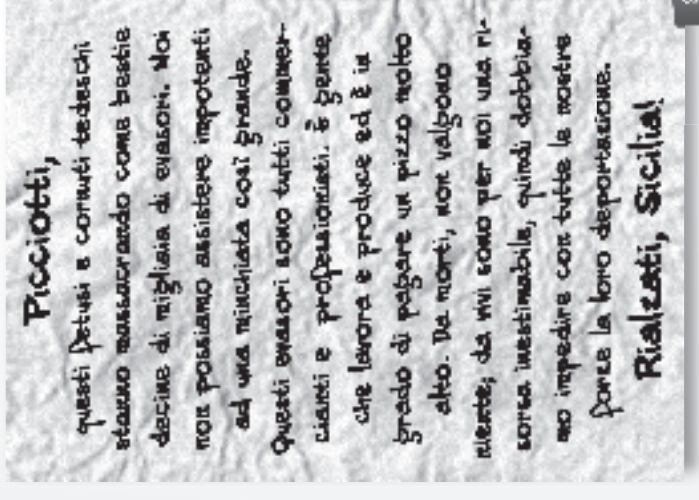 Picciotti,
questi fetusi e cornuti tedeschi
stanno massacrando come bestie
decine di migliaia di evasori. Noi
non possiamo assistere impotenti
ad una minchiata così grande.
Questi evasori sono tutti commer-
cianti e professionisti. è gente
che lavora e produce ed è in
grado di pagare un pizzo molto
alto. Da morti, non valgono
niente; da vivi sono per noi una ri-
sorsa inestimabile, quindi dobbia-
mo impedire con tutte le nostre
forze la loro deportazione.
Rialzati, Sicilia!